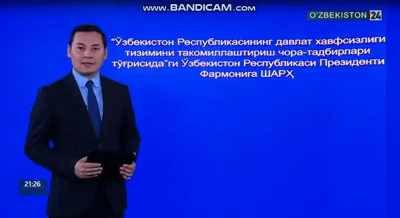 www.BANDICAM.com
O'ZBEKISTON 24
"Ўзбекистон Республикасининг давлат хавфсизлиги
тизимини такомиллаштириш чора-тадбирлари
тўғрисида"ги Ўзбекистон Республикаси Президенти
Фармонига ШАРҲ
21:26